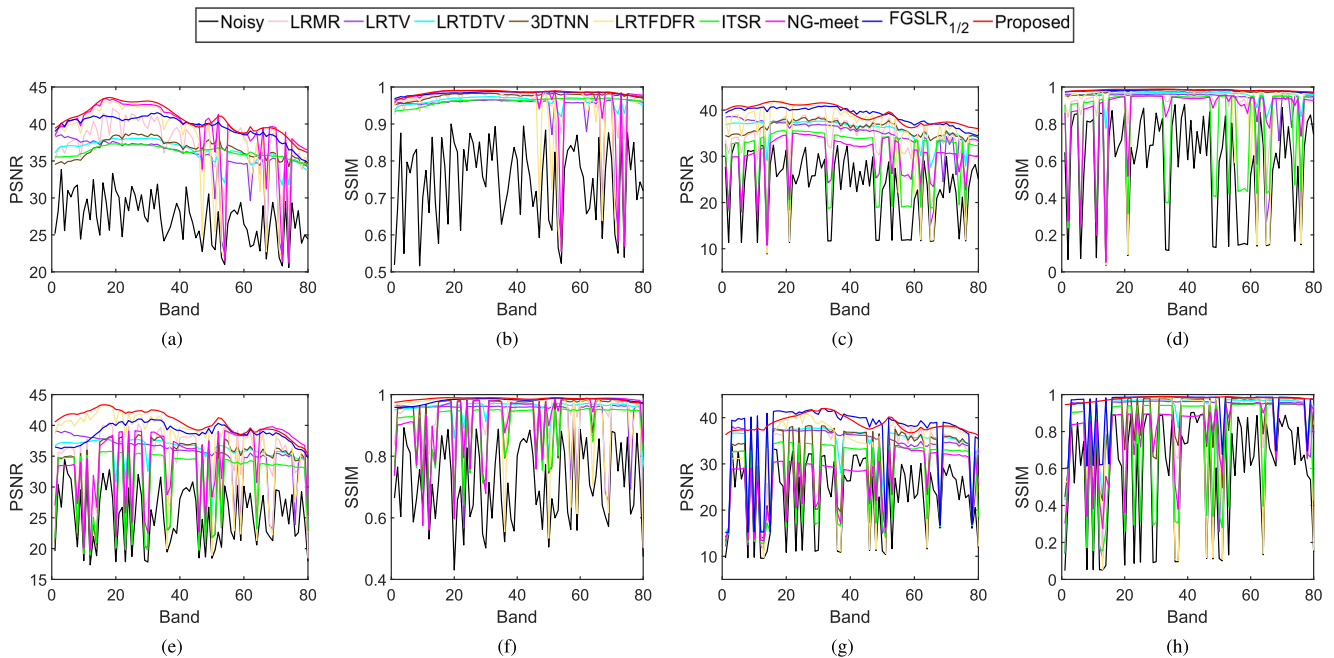 Noisy LRMR LRTV LRTDTV 3DTNN LRTFDFR ITSR NG-meet FGSLR1/2 Proposed
PSNR
45
40
35
30
25
20
0 20 40 60 80
Band
(a)
SSIM
1
0.9
0.8
0.7
0.6
0.5
0 20 40 60 80
Band
(b)
PSNR
40
30
20
10
0 20 40 60 80
Band
(c)
SSIM
1
0.8
0.6
0.4
0.2
0
0 20 40 60 80
Band
(d)
PSNR
45
40
35
30
25
20
15
0 20 40 60 80
Band
(e)
SSIM
1
0.8
0.6
0.4
0 20 40 60 80
Band
(f)
PSNR
40
30
20
10
0 20 40 60 80
Band
(g)
SSIM
1
0.8
0.6
0.4
0.2
0
0 20 40 60 80
Band
(h)